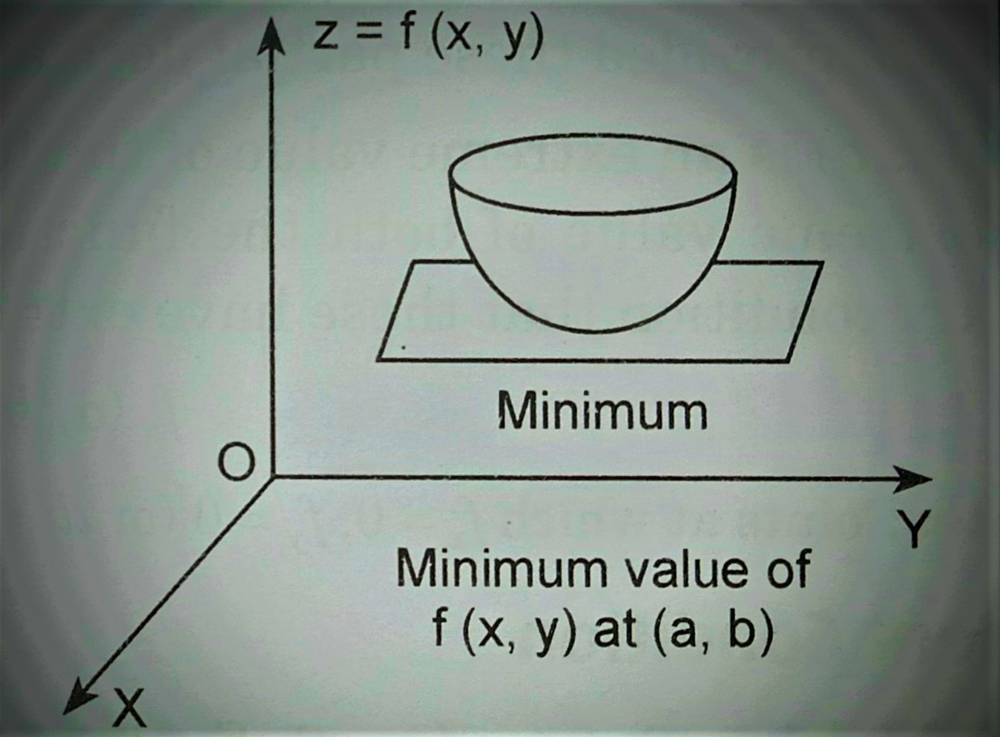 z = f (x, y)
Minimum
O
Y
Minimum value of
f (x, y) at (a, b)
X